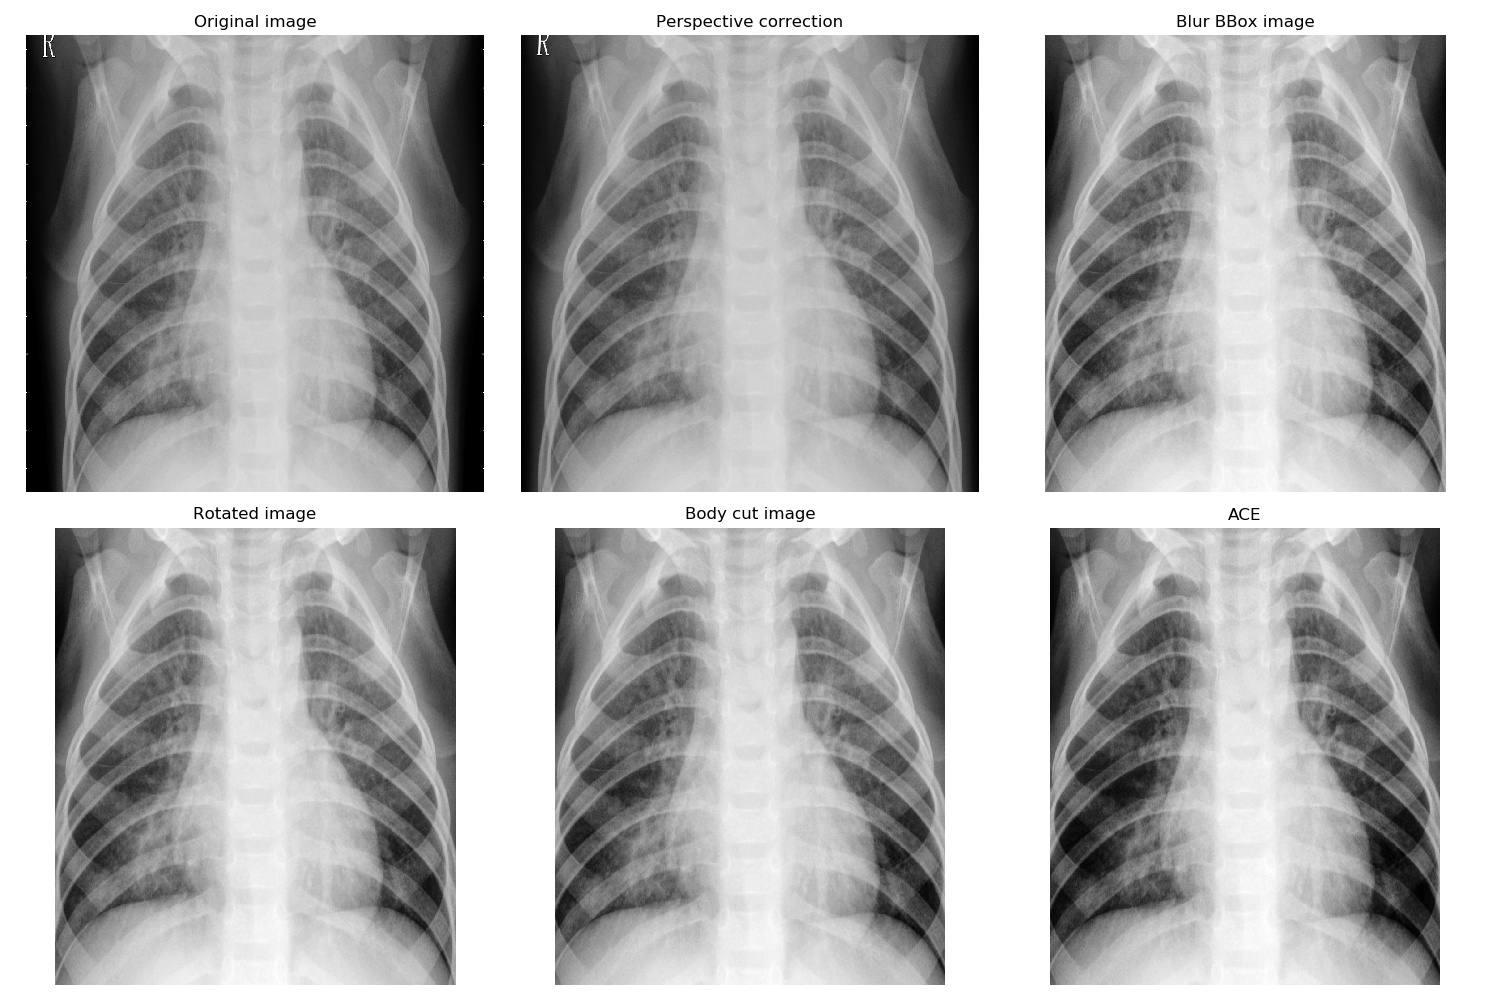 Original image
Perspective correction
Blur BBox image
R
R
Rotated image
Body cut image
ACE